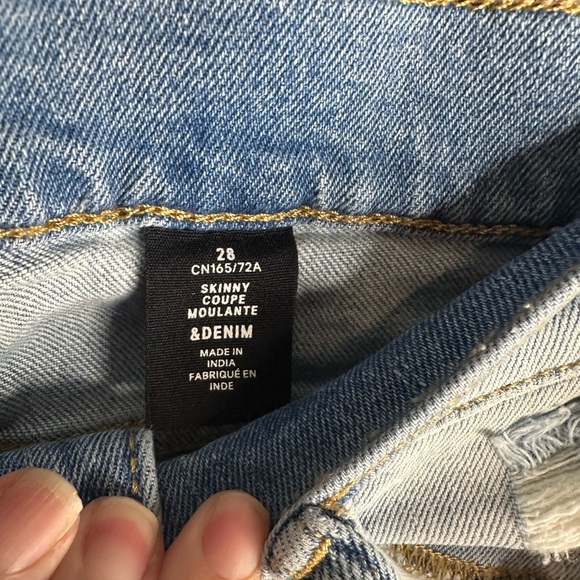 28
CN165/72A
SKINNY
COUPE
MOULANTE
&DENIM
MADE IN
INDIA
FABRIQUÉ EN
INDE